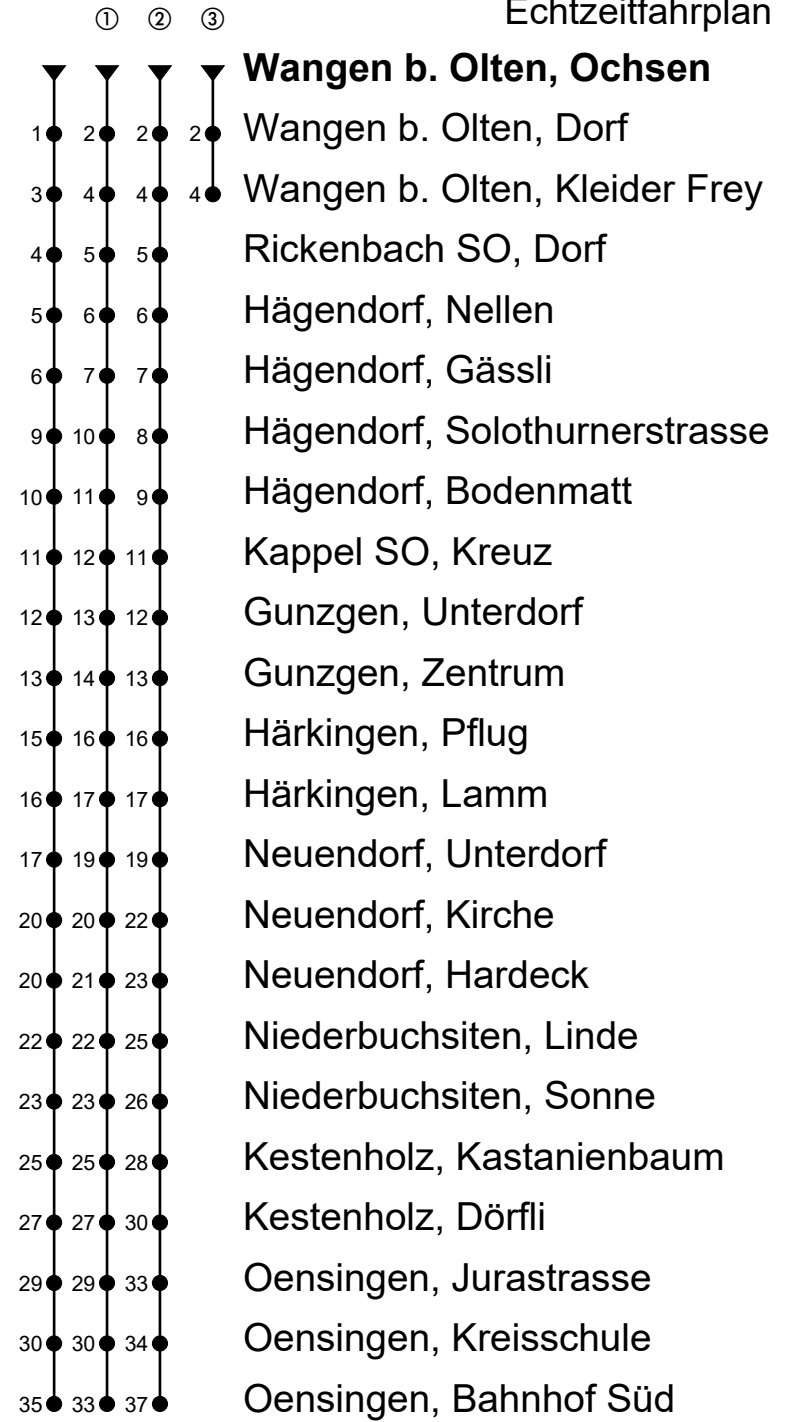 Echtzeitfahrplan
① ② ③
Wangen b. Olten, Ochsen
1 2 2 2 Wangen b. Olten, Dorf
3 4 4 4 Wangen b. Olten, Kleider Frey
4 5 5 Rickenbach SO, Dorf
5 6 6 Hägendorf, Nellen
6 7 7 Hägendorf, Gässli
9 10 8 Hägendorf, Solothurnerstrasse
10 11 9 Hägendorf, Bodenmatt
11 12 11 Kappel SO, Kreuz
12 13 12 Gunzgen, Unterdorf
13 14 13 Gunzgen, Zentrum
15 16 16 Härkingen, Pflug
16 17 17 Härkingen, Lamm
17 19 19 Neuendorf, Unterdorf
20 20 22 Neuendorf, Kirche
20 21 23 Neuendorf, Hardeck
22 22 25 Niederbuchsiten, Linde
23 23 26 Niederbuchsiten, Sonne
25 25 28 Kestenholz, Kastanienbaum
27 27 30 Kestenholz, Dörfli
29 29 33 Oensingen, Jurastrasse
30 30 34 Oensingen, Kreisschule
35 33 37 Oensingen, Bahnhof Süd